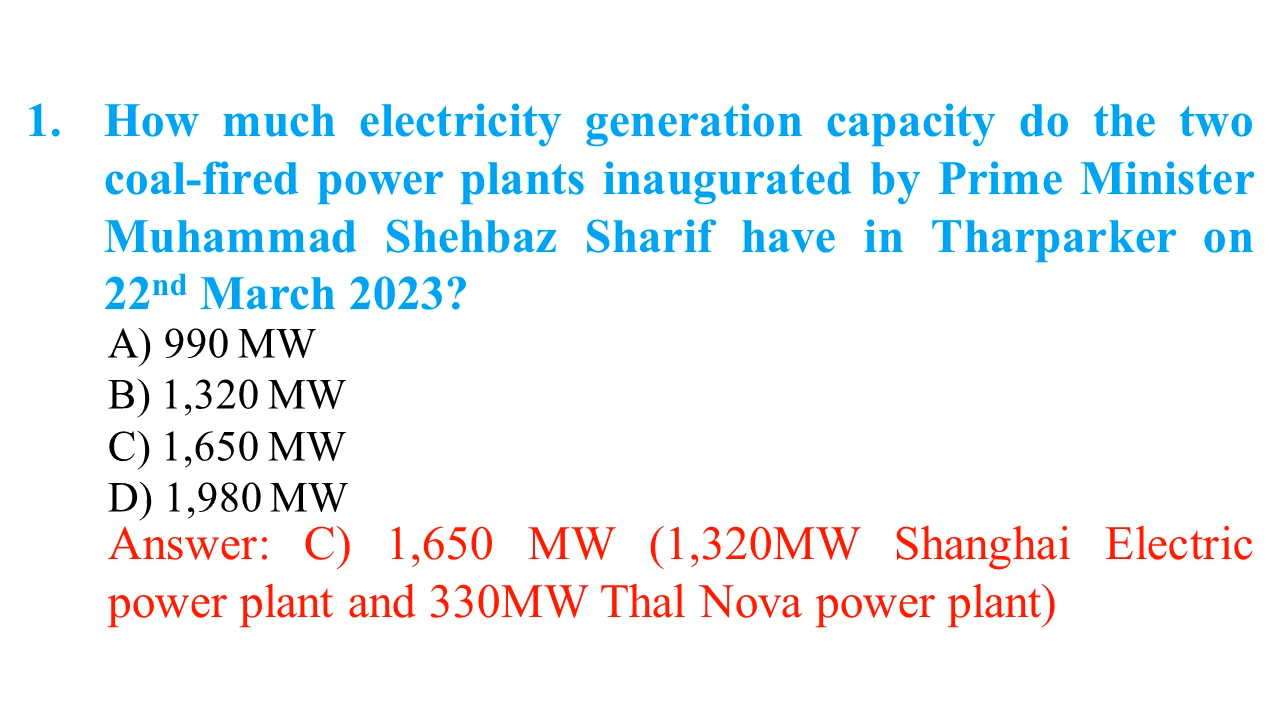 1. How much electricity generation capacity do the two
coal-fired power plants inaugurated by Prime Minister
Muhammad Shehbaz Sharif have in Tharparker on
22nd March 2023?
A) 990 MW
B) 1,320 MW
C) 1,650 MW
D) 1,980 MW
Answer: C) 1,650 MW (1,320MW Shanghai Electric
power plant and 330MW Thal Nova power plant)